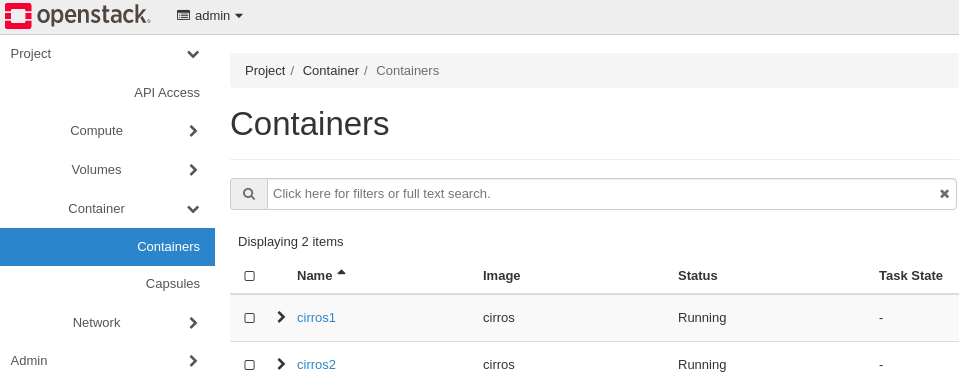 openstack. admin
Project
API Access
Compute
Volumes
Container
Containers
Capsules
Network
Admin
Project / Container / Containers
Containers
Click here for filters or full text search.
Displaying 2 items
Name Image Status Task State
cirros1 cirros Running -
cirros2 cirros Running -